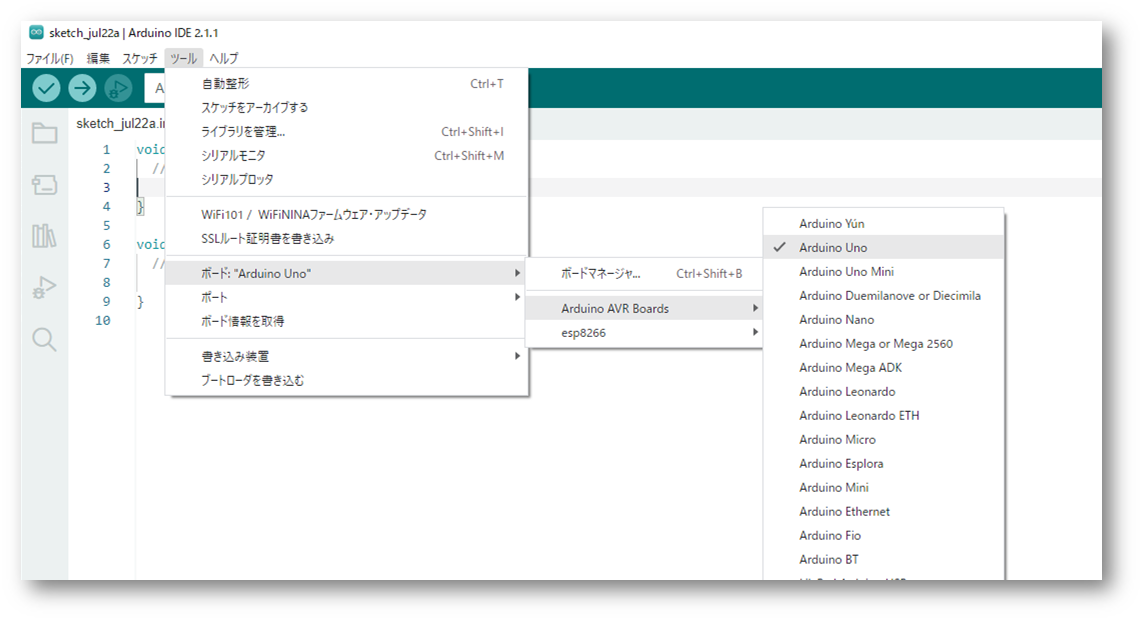 sketch_jul22a | Arduino IDE 2.1.1
ファイル(F) 編集 スケッチ ツール ヘルプ
自動整形 Ctrl+T
スケッチをアーカイブする
ライブラリを管理... Ctrl+Shift+I
シリアルモニタ Ctrl+Shift+M
シリアルプロッタ
WiFi101 / WiFiNINAファームウェア・アップデータ
SSLルート証明書を書き込み
ボード: "Arduino Uno"
ポート
ボード情報を取得
書き込み装置
ブートローダを書き込む
A
sketch_jul22a.in
1 void
2 //
3
4 }
5
6 void
7 //
8
9 }
10
ボードマネージャ... Ctrl+Shift+B
Arduino AVR Boards
esp8266
Arduino Yún
Arduino Uno
Arduino Uno Mini
Arduino Duemilanove or Diecimila
Arduino Nano
Arduino Mega or Mega 2560
Arduino Mega ADK
Arduino Leonardo
Arduino Leonardo ETH
Arduino Micro
Arduino Esplora
Arduino Mini
Arduino Ethernet
Arduino Fio
Arduino BT